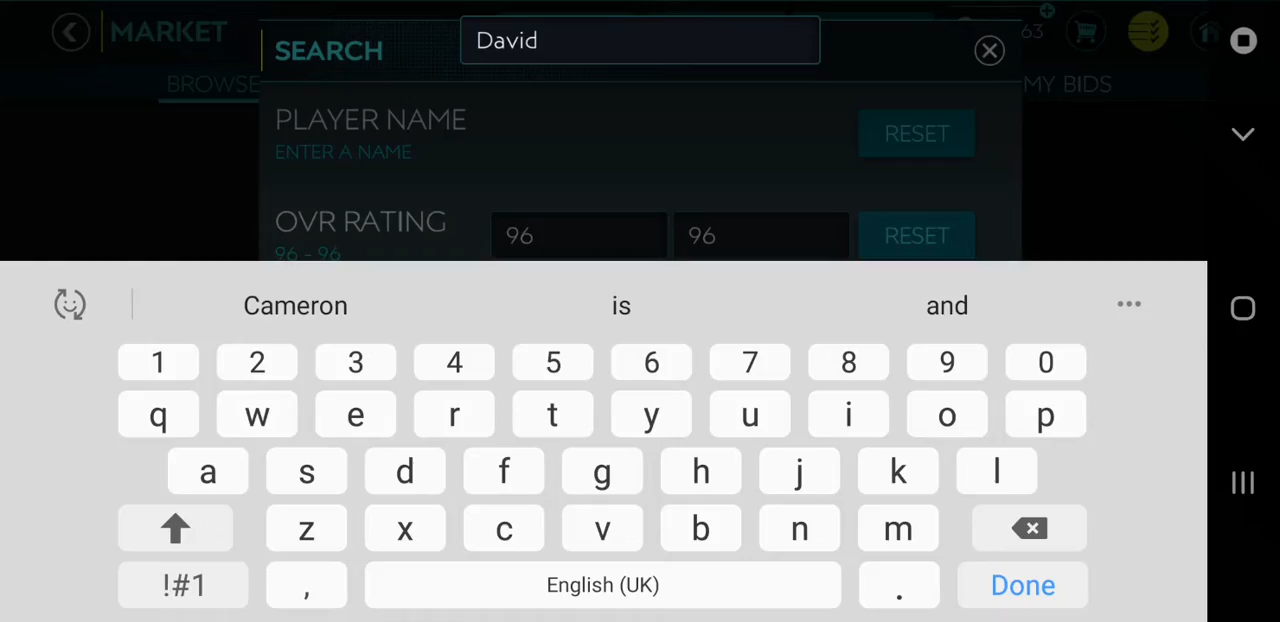 MARKET
63
BROWSE
MY BIDS
SEARCH
David
PLAYER NAME
ENTER A NAME
RESET
OVR RATING
96 - 96
96
96
RESET
Cameron
is
and
1 2 3 4 5 6 7 8 9 0
q w e r t y u i o p
a s d f g h j k l
z x c v b n m
!#1
,
English (UK)
.
Done